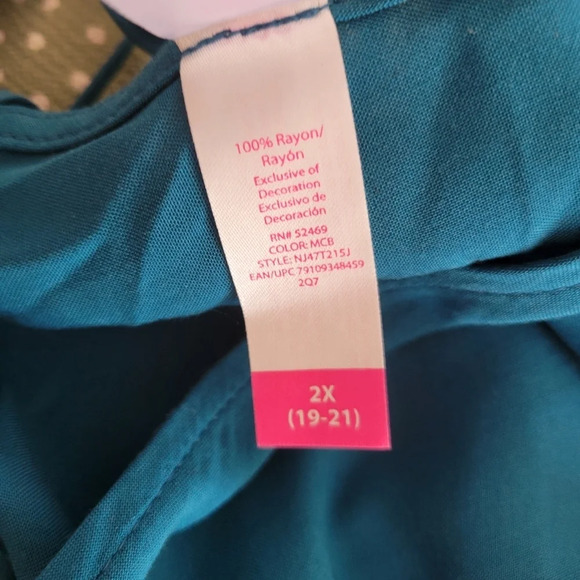 100% Rayon/
Rayón
Exclusive of
Decoration
Exclusivo de
Decoración
RN# 52469
COLOR: MCB
STYLE: NJ47T215J
EAN/UPC 79109348459
2Q7
2X
(19-21)